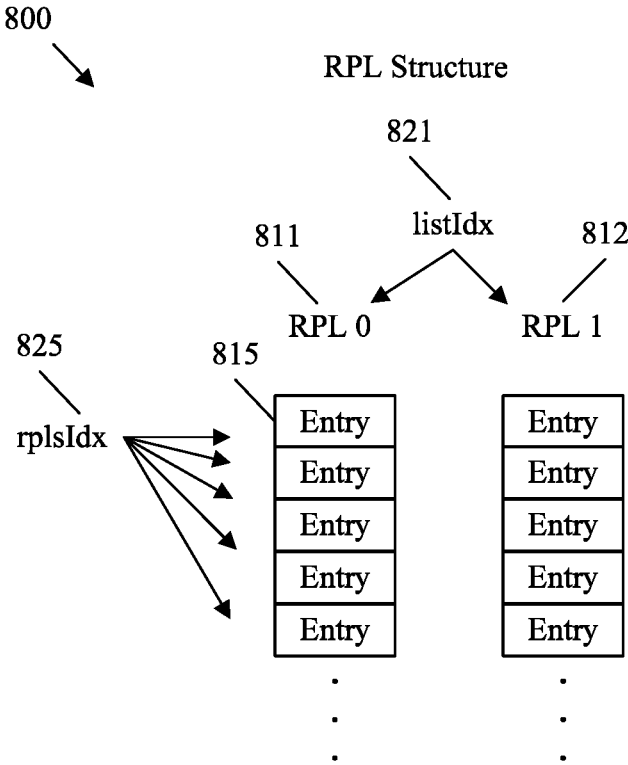 800
RPL Structure
821
listIdx
811
812
RPL 0
RPL 1
825
815
rplsIdx
Entry
Entry
Entry
Entry
Entry
Entry
Entry
Entry
Entry
Entry